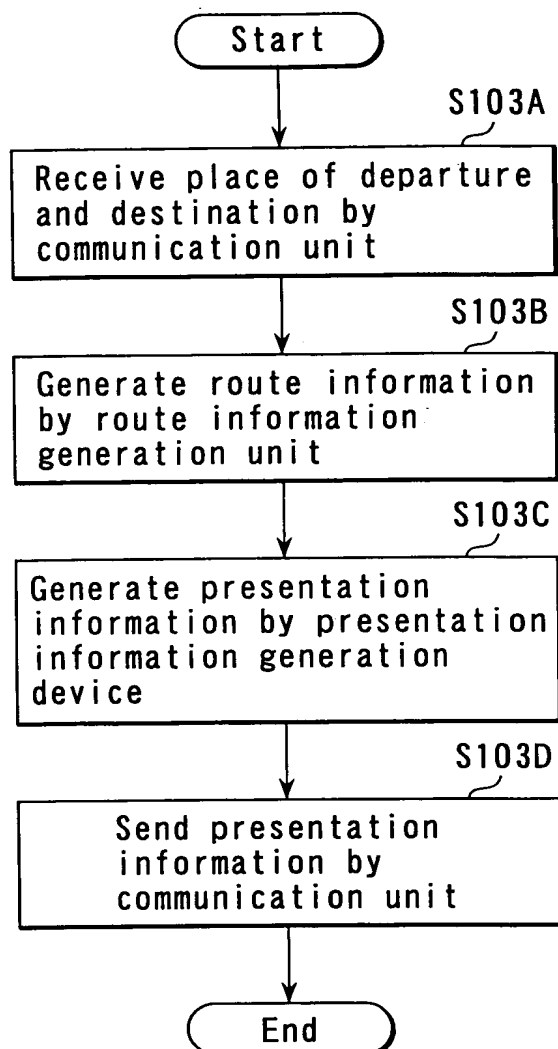 Start
S103A
Receive place of departure
and destination by
communication unit
S103B
Generate route information
by route information
generation unit
S103C
Generate presentation
information by presentation
information generation
device
S103D
Send presentation
information by
communication unit
End